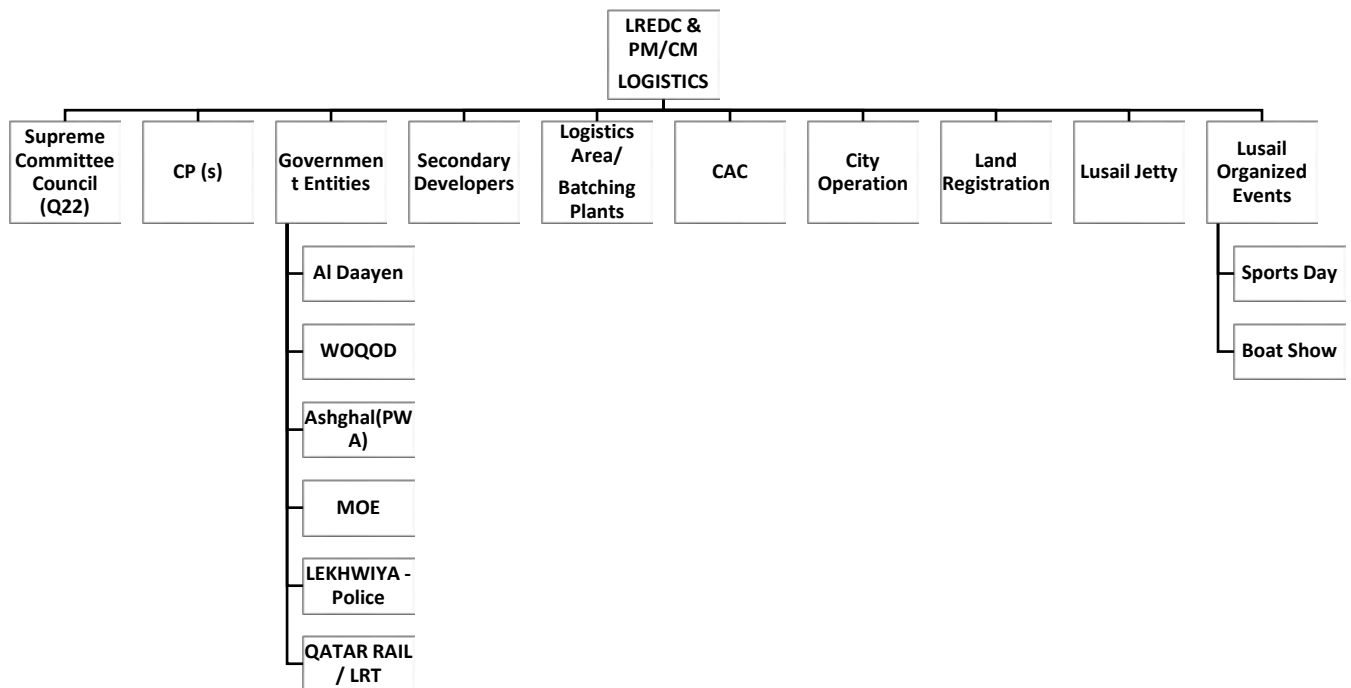 LREDC &
PM/CM
LOGISTICS
Supreme
Committee
Council
(Q22)
CP (s)
Governmen
t Entities
Secondary
Developers
Logistics
Area/
Batching
Plants
CAC
City
Operation
Land
Registration
Lusail Jetty
Lusail
Organized
Events
Al Daayen
WOQOD
Ashghal(PW
A)
MOE
LEKHWIYA -
Police
QATAR RAIL
/ LRT
Sports Day
Boat Show